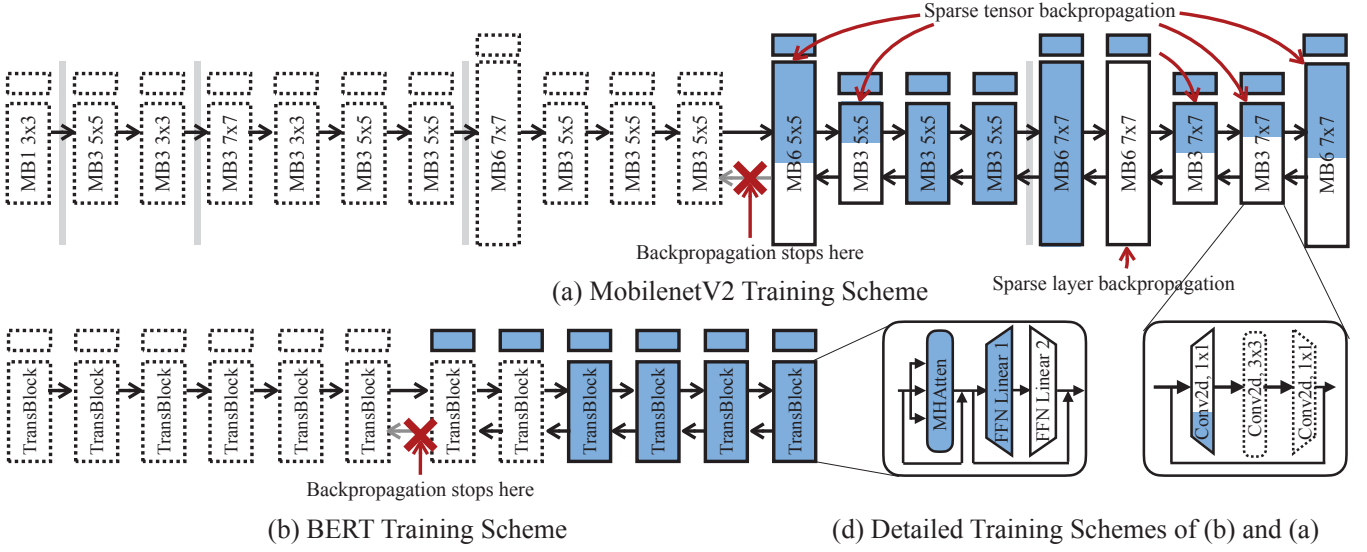 Sparse tensor backpropagation
MB1 3x3
MB3 5x5
MB3 3x3
MB3 7x7
MB3 3x3
MB3 5x5
MB3 5x5
MB6 7x7
MB3 5x5
MB3 5x5
MB3 5x5
MB6 5x5
MB3 5x5
MB3 5x5
MB3 5x5
MB6 7x7
MB6 7x7
MB3 7x7
MB3 7x7
MB6 7x7
Backpropagation stops here
Sparse layer backpropagation
(a) MobilenetV2 Training Scheme
TransBlock
TransBlock
TransBlock
TransBlock
TransBlock
TransBlock
TransBlock
TransBlock
TransBlock
TransBlock
TransBlock
TransBlock
MHAtten
FFN Linear 1
FFN Linear 2
Conv2d, 1x1
Conv2d, 3x3
Conv2d, 1x1
Backpropagation stops here
(b) BERT Training Scheme
(d) Detailed Training Schemes of (b) and (a)